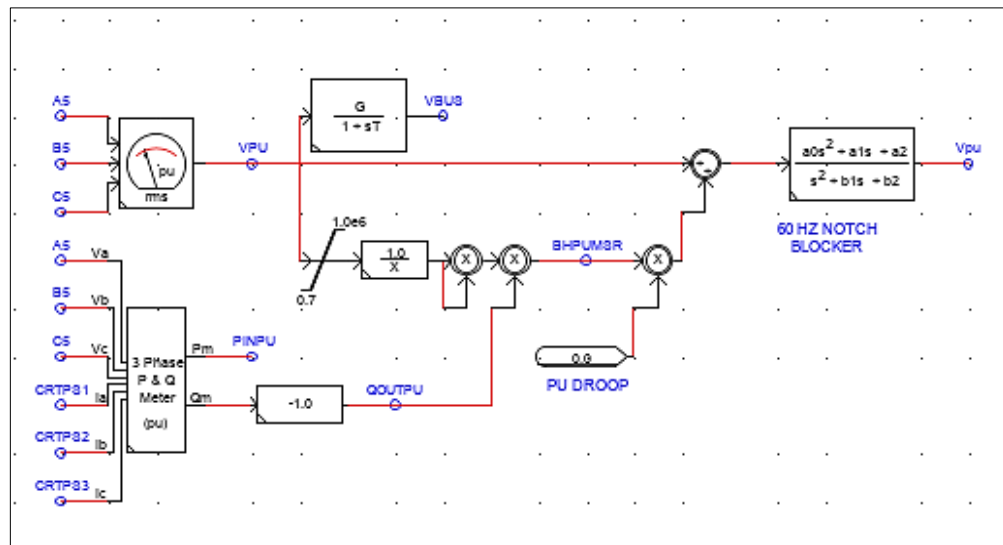 A5
B5
C5
pu
rms
VPU
G
1 + sT
VBUS
1.0e6
0.7
1.0
X
X
X
BHPUMSR
X
0.0
PU DROOP
-
a0s² + a1s + a2
s² + b1s + b2
60 HZ NOTCH
BLOCKER
Vpu
A5
Va
B5
Vb
C5
Vc
CRTPS1
Ia
CRTPS2
Ib
CRTPS3
Ic
3 Phase
P & Q
Meter
(pu)
Pm
PINPU
Qm
-1.0
QOUTPU